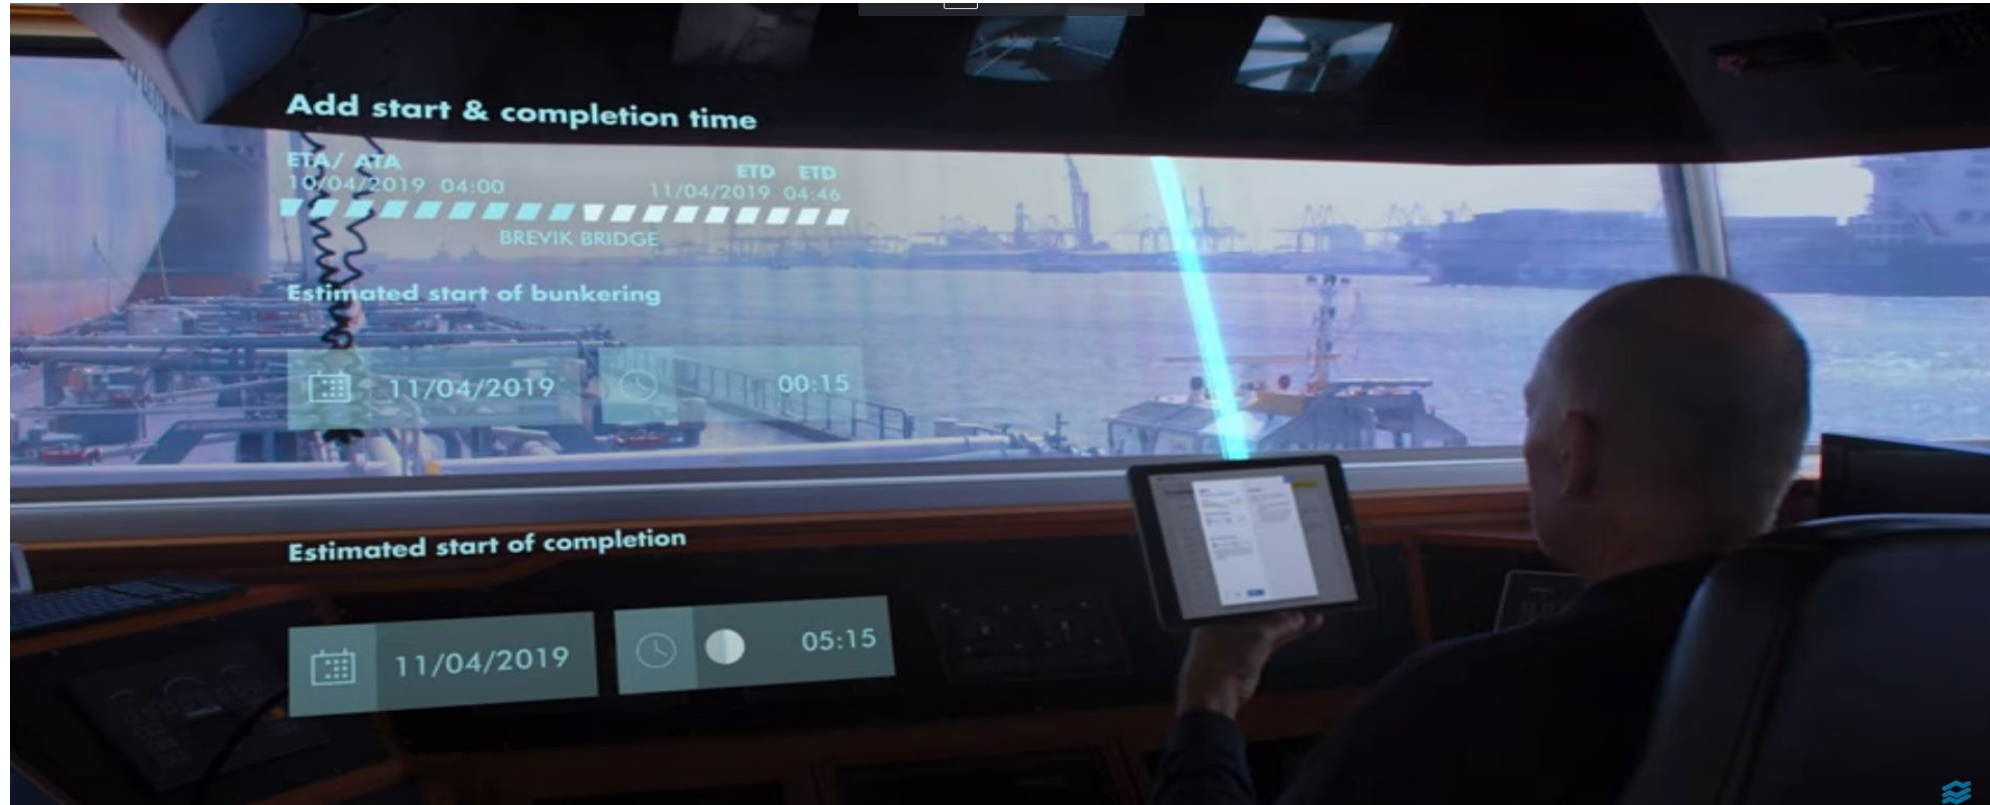 Add start & completion time
ETA/ ATA
10/04/2019 04:00
ETD ETD
11/04/2019 04:46
BREVIK BRIDGE
Estimated start of bunkering
11/04/2019
00:15
Estimated start of completion
11/04/2019
05:15